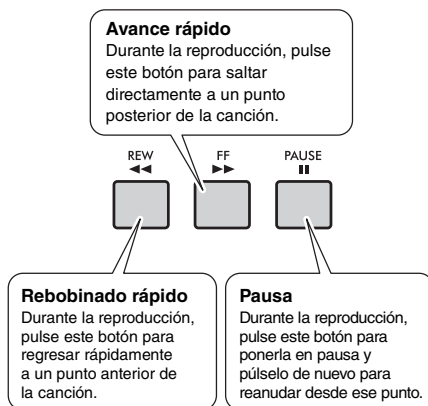 Avance rápido
Durante la reproducción, pulse
este botón para saltar
directamente a un punto
posterior de la canción.
REW
FF
PAUSE
Rebobinado rápido
Durante la reproducción,
pulse este botón para
regresar rápidamente
a un punto anterior de
la canción.
Pausa
Durante la reproducción,
pulse este botón para
ponerla en pausa y
púlselo de nuevo para
reanudar desde ese punto.